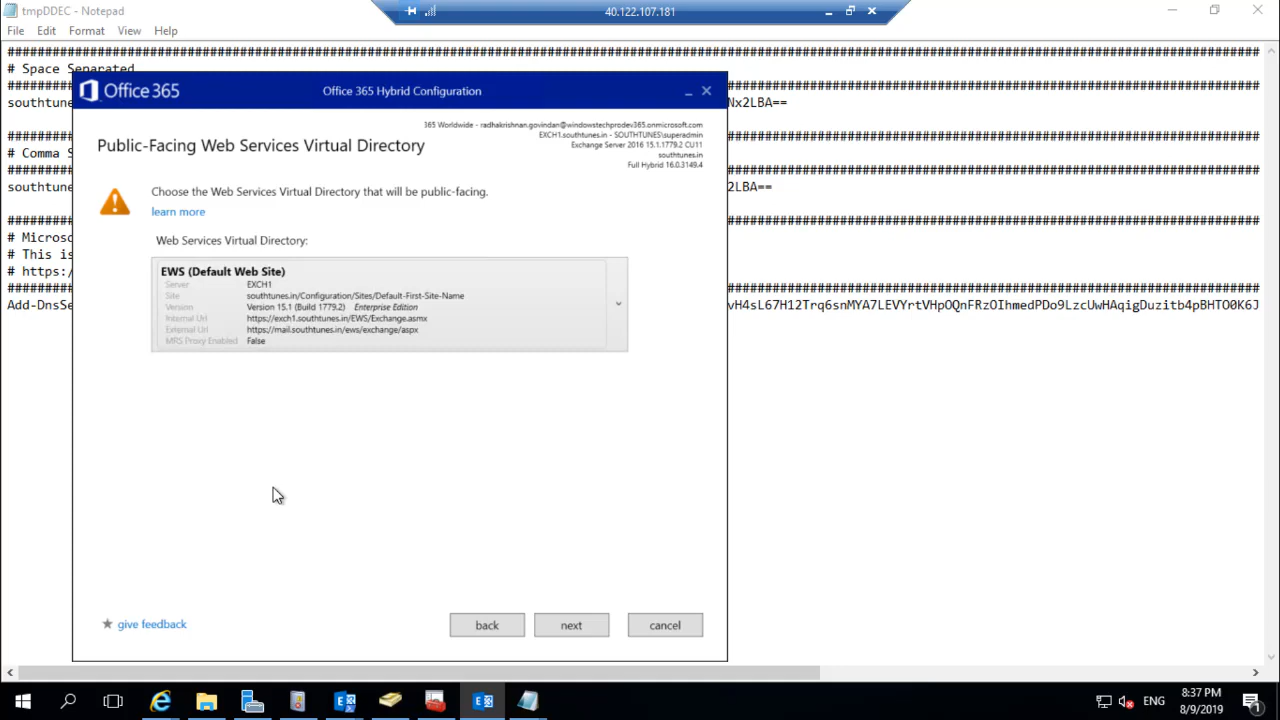 tmpDDEC - Notepad
40.122.107.181
File Edit Format View Help
# Space Separated
southtune
Nx2LBA==
# Comma S
southtune
2LBA==
# Microso
# This is
# https:/
Add-DnsSe
vH4sL67H12Trq6snMYA7LEVYrtVHpOQnFRzOIhmedPDo9LzcUwHAqigDuzitb4pBHTO0K6J
Office 365
Office 365 Hybrid Configuration
365 Worldwide - radhakrishnan.govindan@windowstechprodev365.onmicrosoft.com
EXCH1.southtunes.in - SOUTHTUNES\superadmin
Exchange Server 2016 15.1.1779.2 CU11
southtunes.in
Full Hybrid 16.0.3149.4
Public-Facing Web Services Virtual Directory
Choose the Web Services Virtual Directory that will be public-facing.
learn more
Web Services Virtual Directory:
EWS (Default Web Site)
Server EXCH1
Site southtunes.in/Configuration/Sites/Default-First-Site-Name
Version Version 15.1 (Build 1779.2) Enterprise Edition
Internal Url https://exch1.southtunes.in/EWS/Exchange.asmx
External Url https://mail.southtunes.in/ews/exchange/aspx
MRS Proxy Enabled False
give feedback
back
next
cancel
ENG
8:37 PM
8/9/2019
1